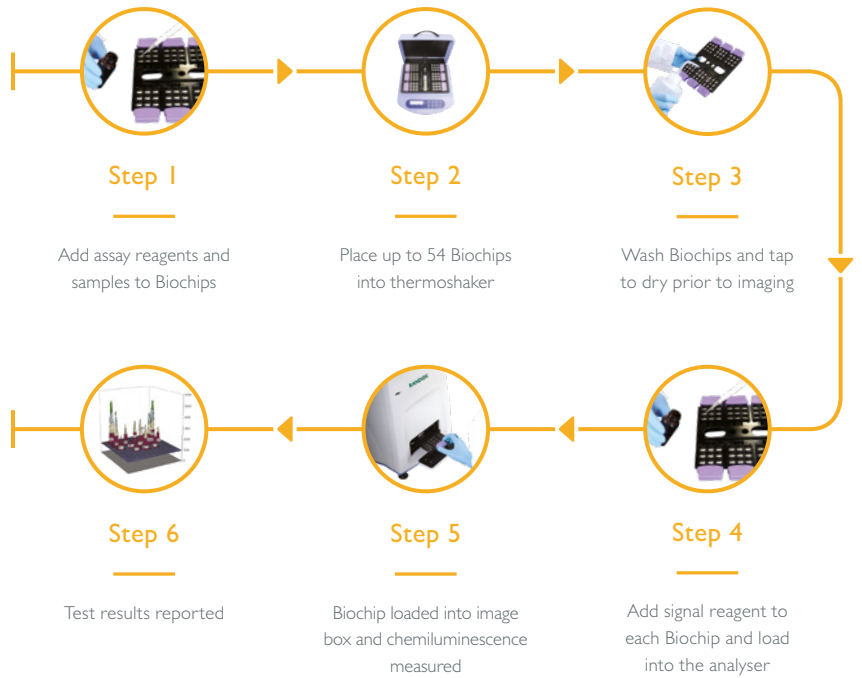 Step 1
Add assay reagents and
samples to Biochips
Step 2
Place up to 54 Biochips
into thermoshaker
Step 3
Wash Biochips and tap
to dry prior to imaging
Step 4
Add signal reagent to
each Biochip and load
into the analyser
RANDOX
Step 5
Biochip loaded into image
box and chemiluminescence
measured
Step 6
Test results reported